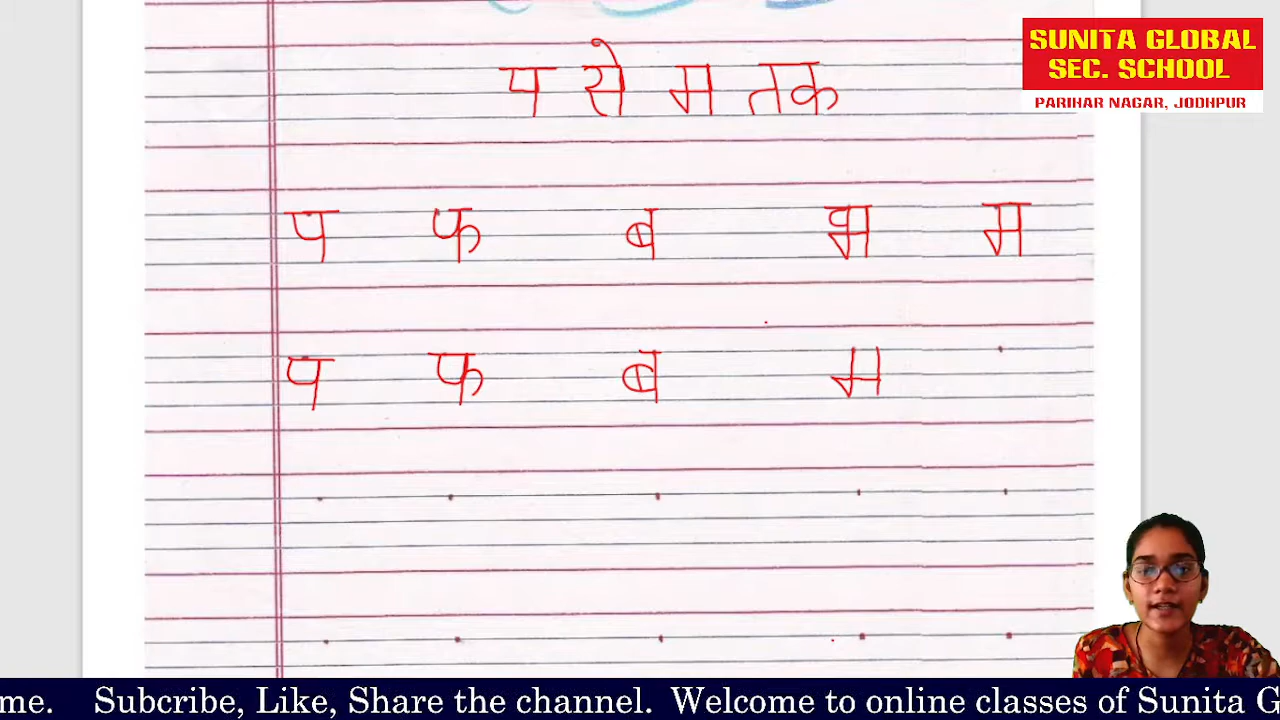 SUNITA GLOBAL
SEC. SCHOOL
PARIHAR NAGAR, JODHPUR
प से म तक
प फ ब भ म
प फ ब
me. Subcribe, Like, Share the channel. Welcome to online classes of Sunita G